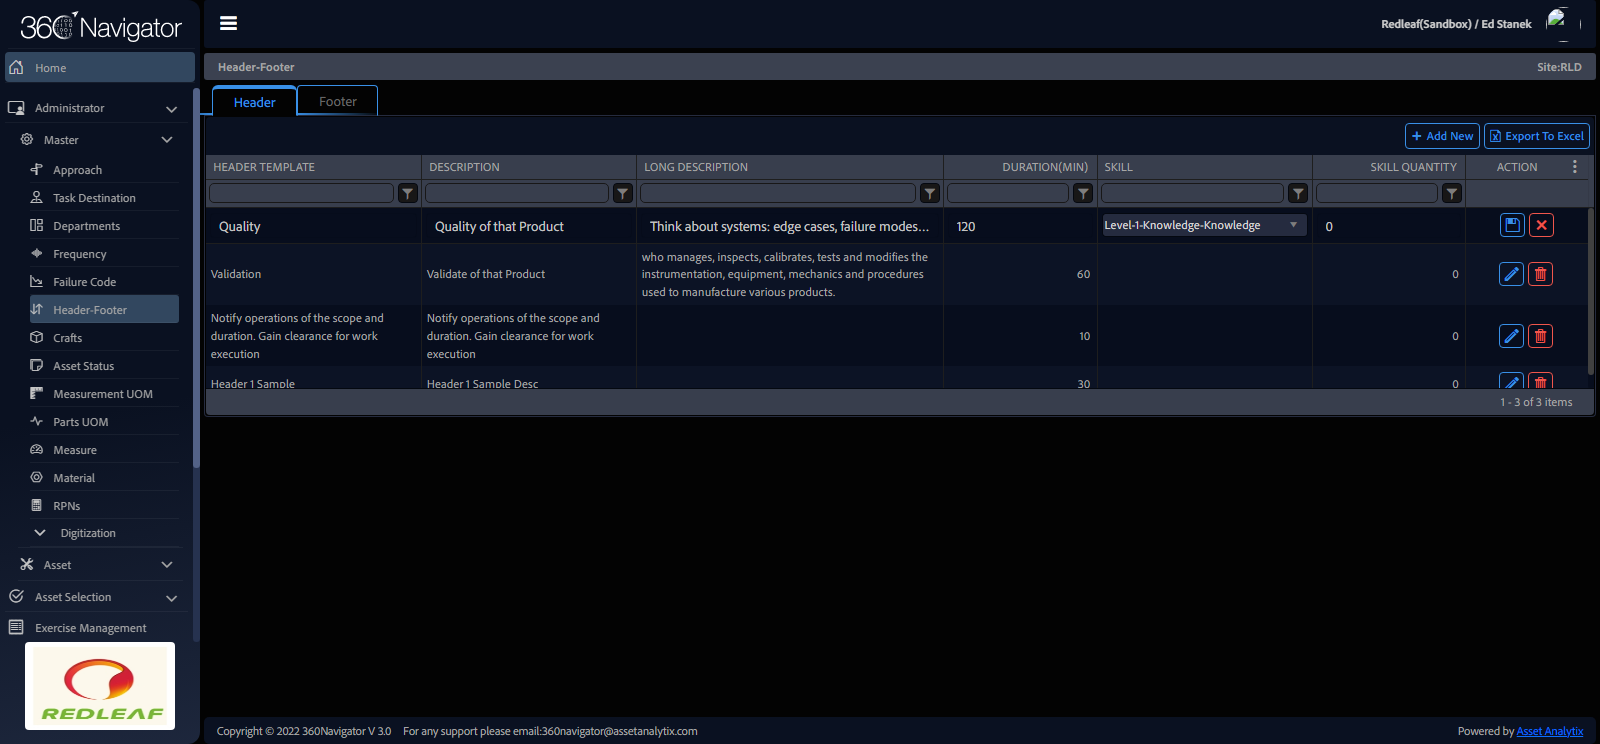 360 Navigator
Redleaf(Sandbox) / Ed Stanek
Home
Header-Footer
Site:RLD
Header
Footer
Administrator
Master
Approach
Task Destination
Departments
Frequency
Failure Code
Header-Footer
Crafts
Asset Status
Measurement UOM
Parts UOM
Measure
Material
RPNs
Digitization
Asset
Asset Selection
Exercise Management
REDLEAF
+ Add New
Export To Excel
HEADER TEMPLATE DESCRIPTION LONG DESCRIPTION DURATION(MIN) SKILL SKILL QUANTITY ACTION
Quality Quality of that Product Think about systems: edge cases, failure modes... 120 Level-1-Knowledge-Knowledge 0
Validation Validate of that Product
who manages, inspects, calibrates, tests and modifies the
instrumentation, equipment, mechanics and procedures
used to manufacture various products.
60 0
Notify operations of the scope and
duration. Gain clearance for work
execution
Notify operations of the scope and
duration. Gain clearance for work
execution
10 0
Header 1 Sample Header 1 Sample Desc 30 0
1 - 3 of 3 items
Copyright © 2022 360Navigator V 3.0 For any support please email:360navigator@assetanalytix.com
Powered by Asset Analytix